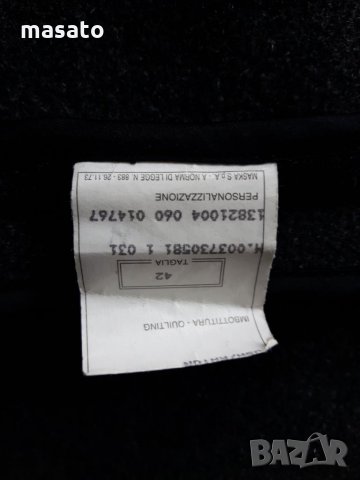 masato
IMBOTTITURA - QUILTING
42
TAGLIA
M.003730581 1 031
13821004 060 014767
PERSONALIZZAZIONE
MASKA S.p.A. - A NORMA DI LEGGE N. 883 - 26.11.73
BAZAR